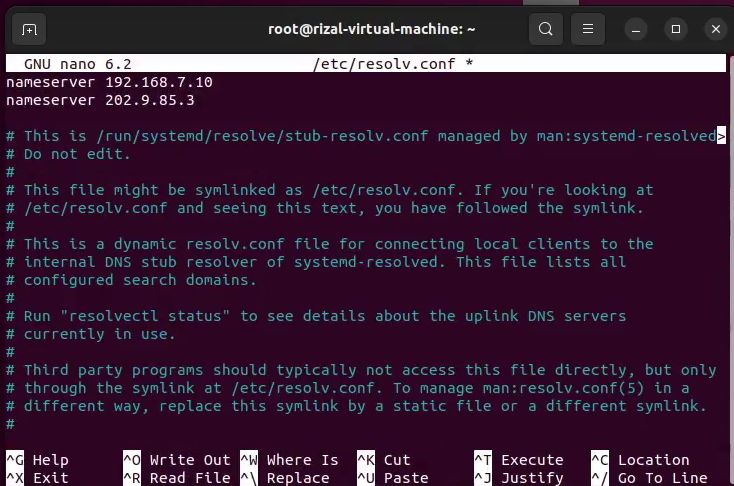 root@rizal-virtual-machine: ~
GNU nano 6.2 /etc/resolv.conf *
nameserver 192.168.7.10
nameserver 202.9.85.3
# This is /run/systemd/resolve/stub-resolv.conf managed by man:systemd-resolved>
# Do not edit.
#
# This file might be symlinked as /etc/resolv.conf. If you're looking at
# /etc/resolv.conf and seeing this text, you have followed the symlink.
#
# This is a dynamic resolv.conf file for connecting local clients to the
# internal DNS stub resolver of systemd-resolved. This file lists all
# configured search domains.
#
# Run "resolvectl status" to see details about the uplink DNS servers
# currently in use.
#
# Third party programs should typically not access this file directly, but only
# through the symlink at /etc/resolv.conf. To manage man:resolv.conf(5) in a
# different way, replace this symlink by a static file or a different symlink.
#
^G Help ^O Write Out ^W Where Is ^K Cut ^T Execute ^C Location
^X Exit ^R Read File ^\ Replace ^U Paste ^J Justify ^/ Go To Line